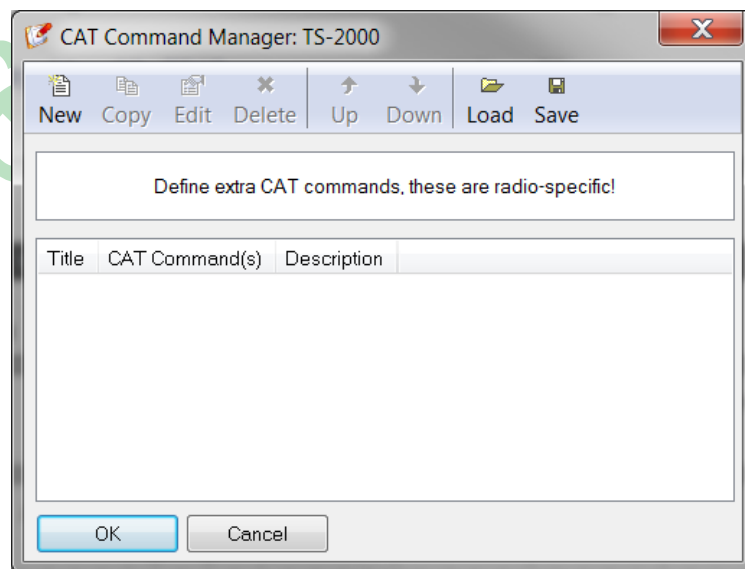 CAT Command Manager: TS-2000
New Copy Edit Delete Up Down Load Save
Define extra CAT commands, these are radio-specific!
Title CAT Command(s) Description
OK Cancel